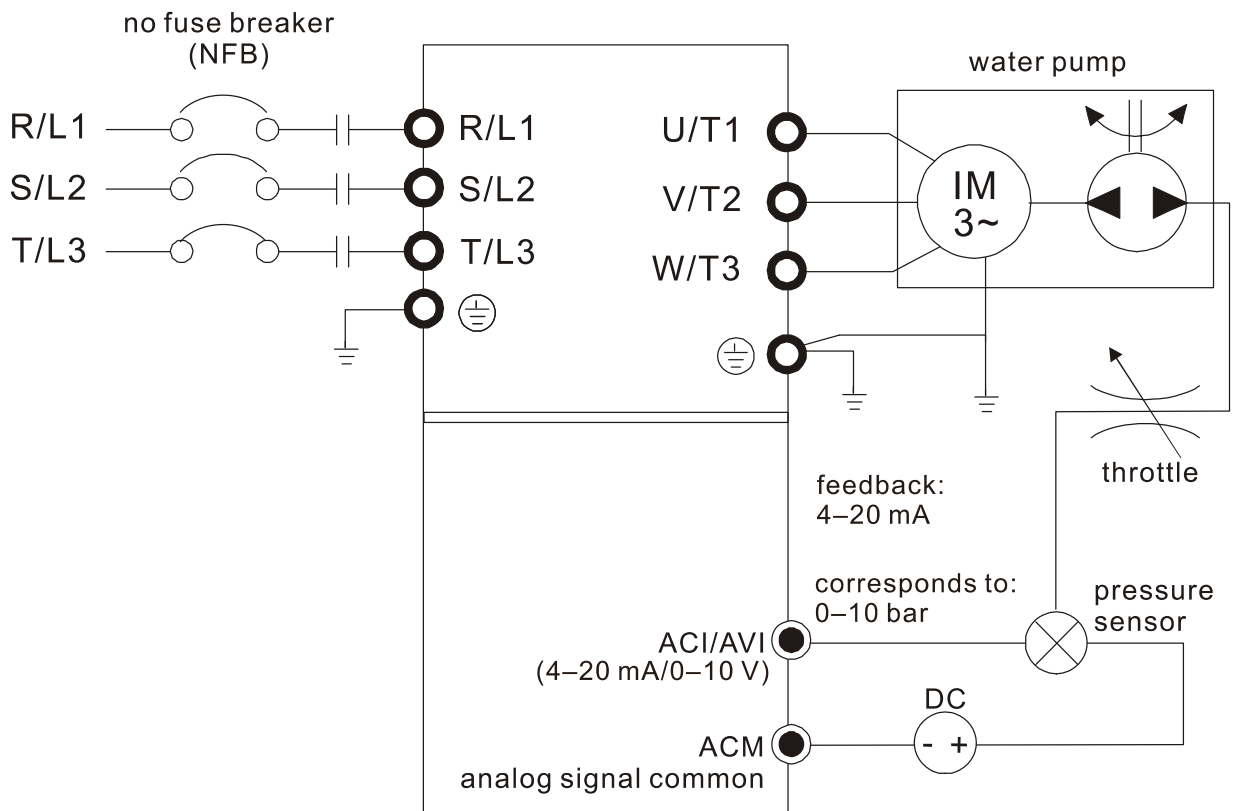 no fuse breaker
(NFB)
water pump
R/L1
R/L1
U/T1
S/L2
S/L2
V/T2
IM
3~
T/L3
T/L3
W/T3
throttle
feedback:
4–20 mA
corresponds to:
0–10 bar
pressure
sensor
ACI/AVI
(4–20 mA/0–10 V)
DC
- +
ACM
analog signal common